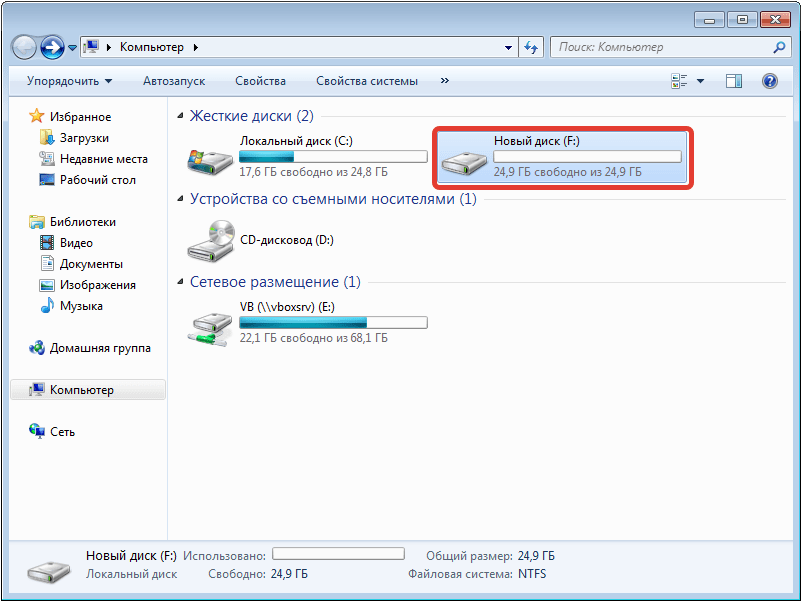 Компьютер
Поиск: Компьютер
Упорядочить Автозапуск Свойства Свойства системы »
Избранное
Загрузки
Недавние места
Рабочий стол
Библиотеки
Видео
Документы
Изображения
Музыка
Домашняя группа
Компьютер
Сеть
Жесткие диски (2)
Локальный диск (C:)
17,6 ГБ свободно из 24,8 ГБ
Новый диск (F:)
24,9 ГБ свободно из 24,9 ГБ
Устройства со съемными носителями (1)
CD-дисковод (D:)
Сетевое размещение (1)
VB (\\vboxsrv) (E:)
22,1 ГБ свободно из 68,1 ГБ
Новый диск (F:) Использовано: Общий размер: 24,9 ГБ
Локальный диск Свободно: 24,9 ГБ Файловая система: NTFS